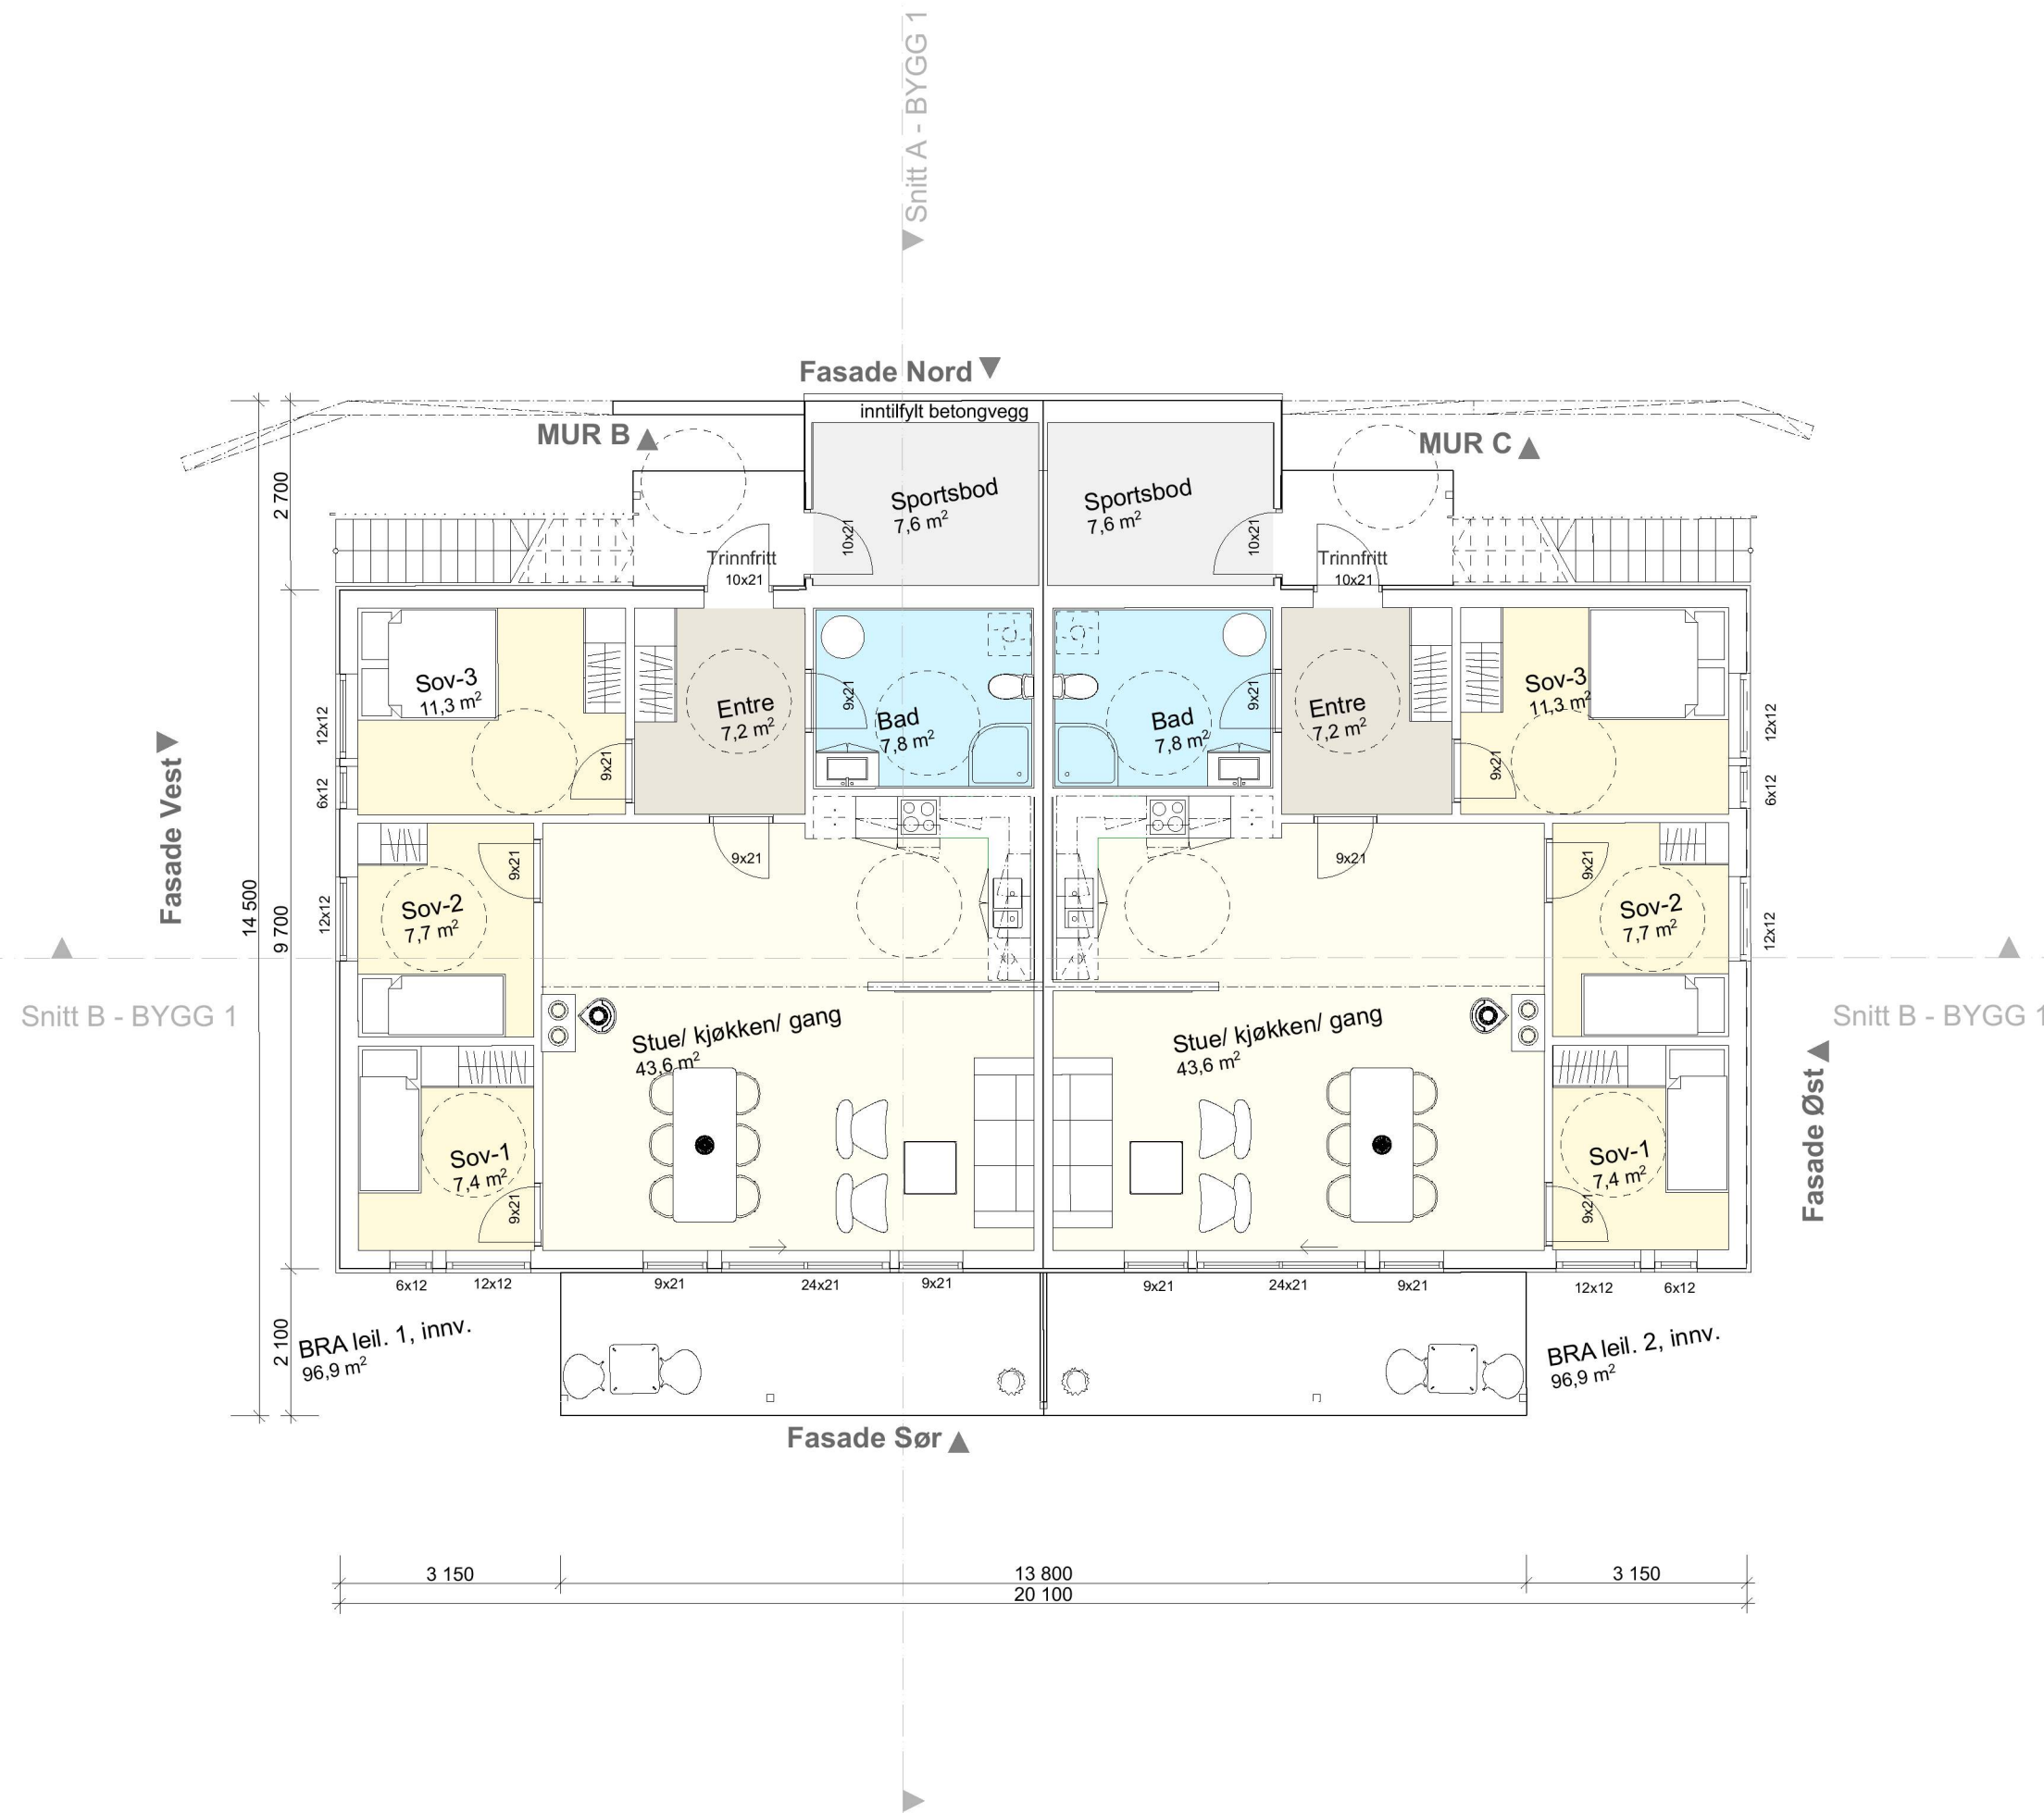 Snitt A - BYGG 1
Fasade Nord
inntilfylt betongvegg
MUR B
MUR C
2 700
Sportsbod
7,6 m²
10x21
Sportsbod
7,6 m²
10x21
Trinnfritt
10x21
Trinnfritt
10x21
Sov-3
11,3 m²
9x21
Entre
7,2 m²
9x21
Bad
7,8 m²
Bad
7,8 m²
9x21
Entre
7,2 m²
Sov-3
11,3 m²
9x21
12x12
6x12
12x12
6x12
Fasade Vest
9x21
9x21
9x21
9x21
Sov-2
7,7 m²
Sov-2
7,7 m²
12x12
12x12
14 500
9 700
Snitt B - BYGG 1
Snitt B - BYGG 1
Stue/ kjøkken/ gang
43,6 m²
Stue/ kjøkken/ gang
43,6 m²
Fasade Øst
Sov-1
7,4 m²
9x21
Sov-1
7,4 m²
9x21
6x12
12x12
9x21
24x21
9x21
9x21
24x21
9x21
12x12
6x12
2 100
BRA leil. 1, innv.
96,9 m²
BRA leil. 2, innv.
96,9 m²
Fasade Sør
3 150
13 800
3 150
20 100